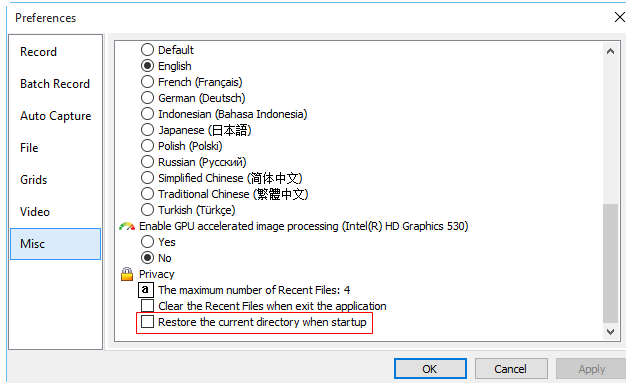 Preferences
Record
Batch Record
Auto Capture
File
Grids
Video
Misc
Default
English
French (Français)
German (Deutsch)
Indonesian (Bahasa Indonesia)
Japanese (日本語)
Polish (Polski)
Russian (Русский)
Simplified Chinese (简体中文)
Traditional Chinese (繁體中文)
Turkish (Türkçe)
Enable GPU accelerated image processing (Intel(R) HD Graphics 530)
Yes
No
Privacy
a The maximum number of Recent Files: 4
Clear the Recent Files when exit the application
Restore the current directory when startup
OK
Cancel
Apply